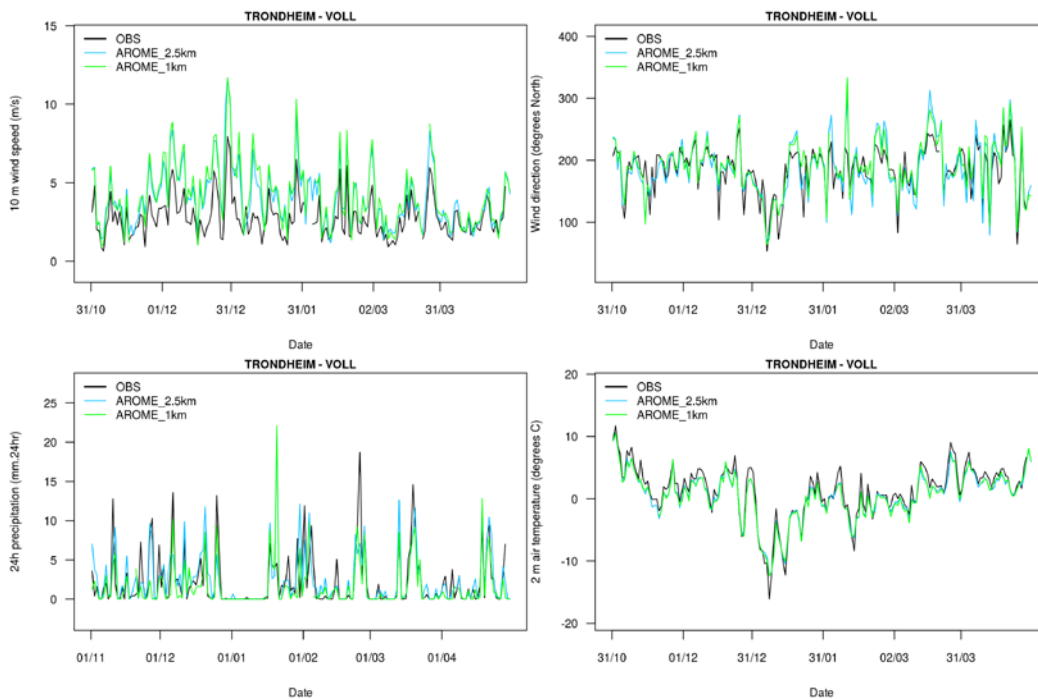 TRONDHEIM - VOLL
10 m wind speed (m/s)
15
10
5
0
OBS
AROME_2.5km
AROME_1km
31/10
01/12
31/12
31/01
02/03
31/03
Date
TRONDHEIM - VOLL
Wind direction (degrees North)
400
300
200
100
OBS
AROME_2.5km
AROME_1km
31/10
01/12
31/12
31/01
02/03
31/03
Date
TRONDHEIM - VOLL
24h precipitation (mm.24hr)
25
20
15
10
5
0
OBS
AROME_2.5km
AROME_1km
01/11
01/12
01/01
01/02
01/03
01/04
Date
TRONDHEIM - VOLL
2 m air temperature (degrees C)
20
10
0
-10
-20
OBS
AROME_2.5km
AROME_1km
31/10
01/12
31/12
31/01
02/03
31/03
Date